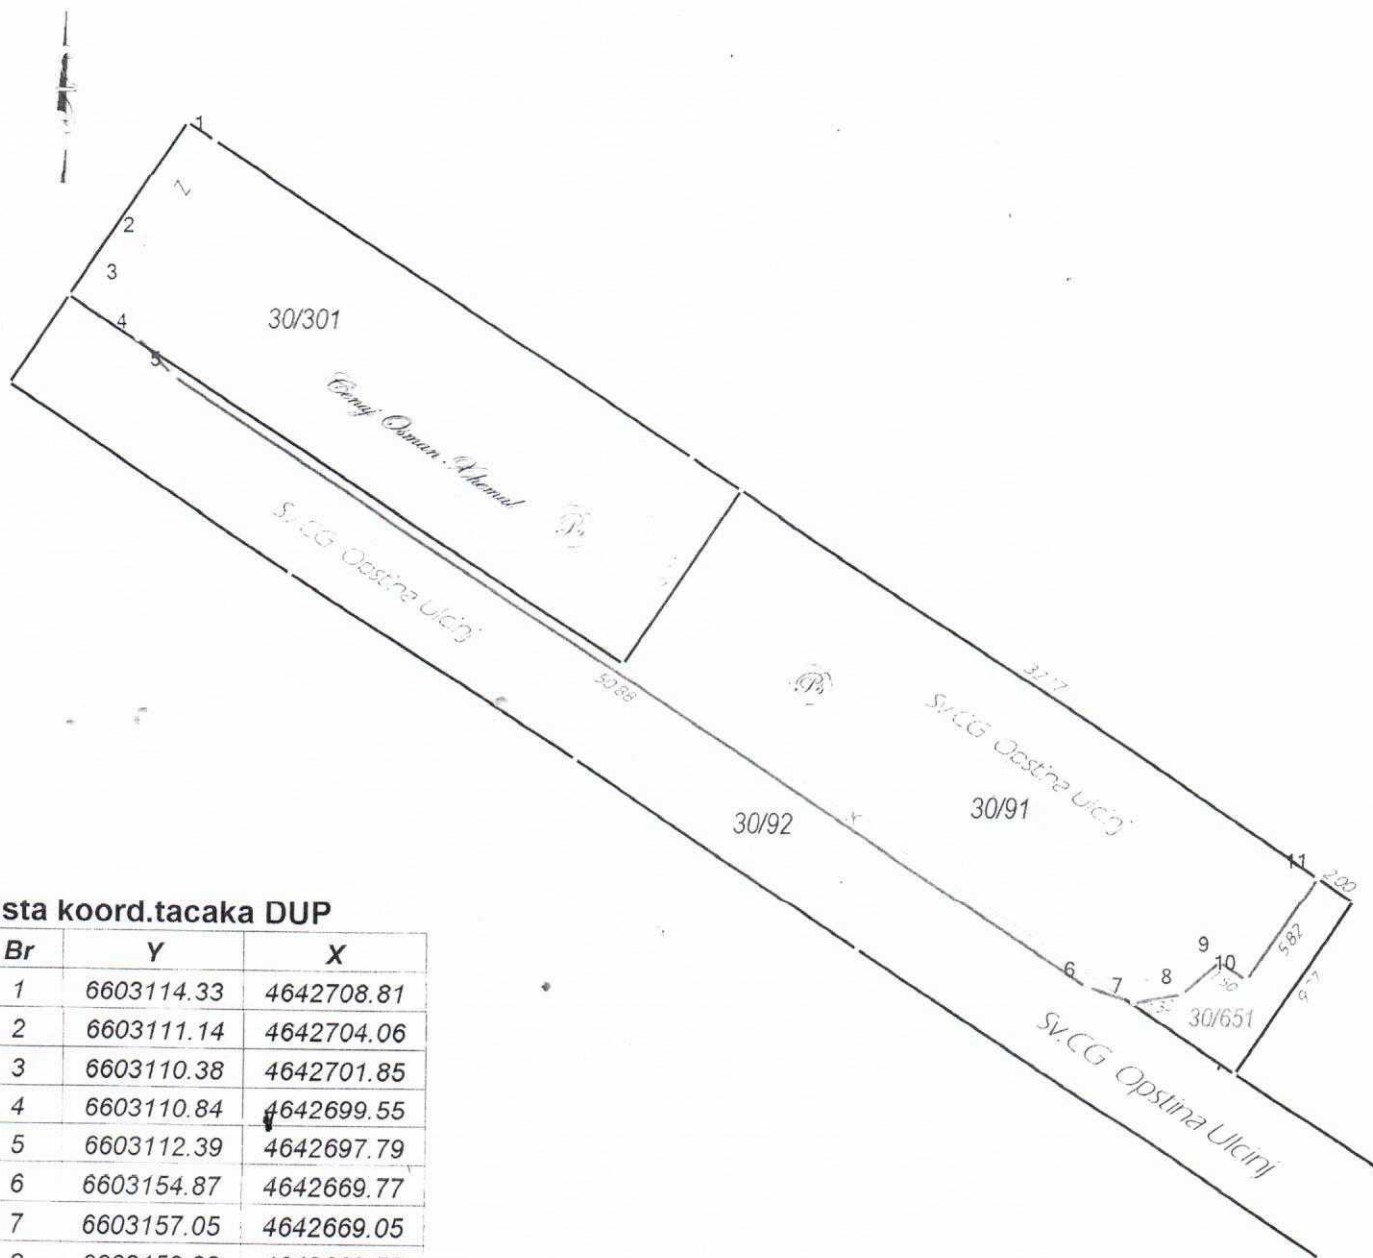 1
2
3
4
5
30/301
Cenaj Osman Xhemal
Sv.CG Opstina Ulcinj
50.88
Sv.CG Opstina Ulcinj
30/91
30/92
11
2.00
5.82
9
10
1.50
6
7
8
30/651
Sv.CG Opstina Ulcinj
sta koord.tacaka DUP
Br Y X
1 6603114.33 4642708.81
2 6603111.14 4642704.06
3 6603110.38 4642701.85
4 6603110.84 4642699.55
5 6603112.39 4642697.79
6 6603154.87 4642669.77
7 6603157.05 4642669.05